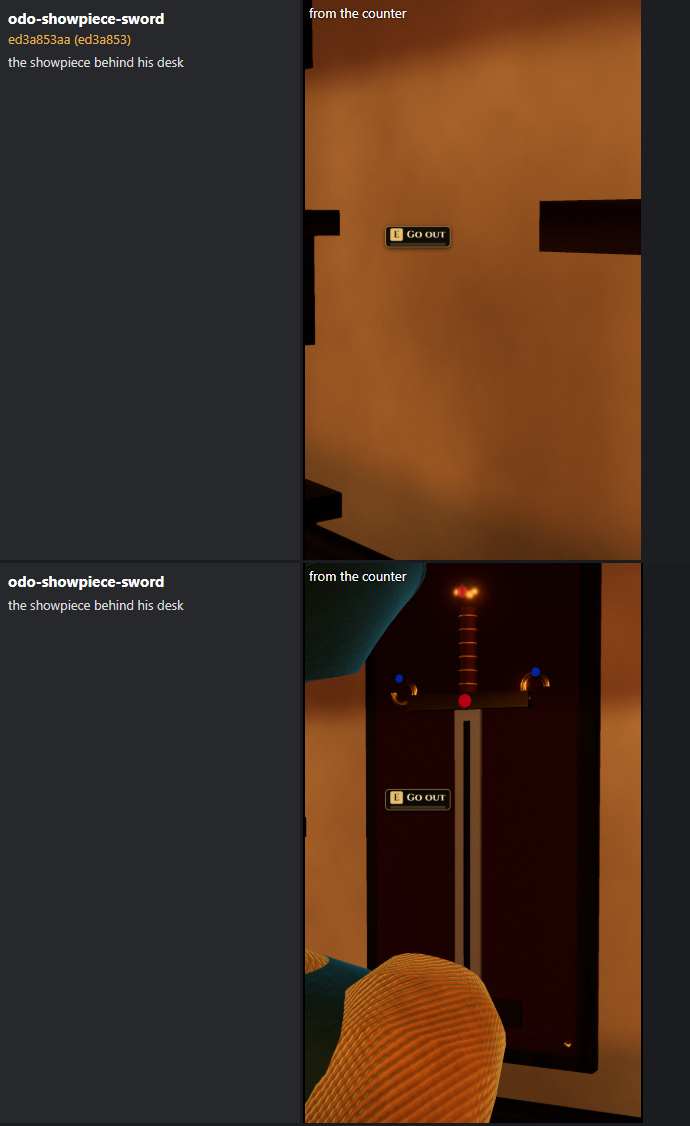 odo-showpiece-sword
ed3a853aa (ed3a853)
the showpiece behind his desk
from the counter
E Go out
odo-showpiece-sword
the showpiece behind his desk
from the counter
E Go out